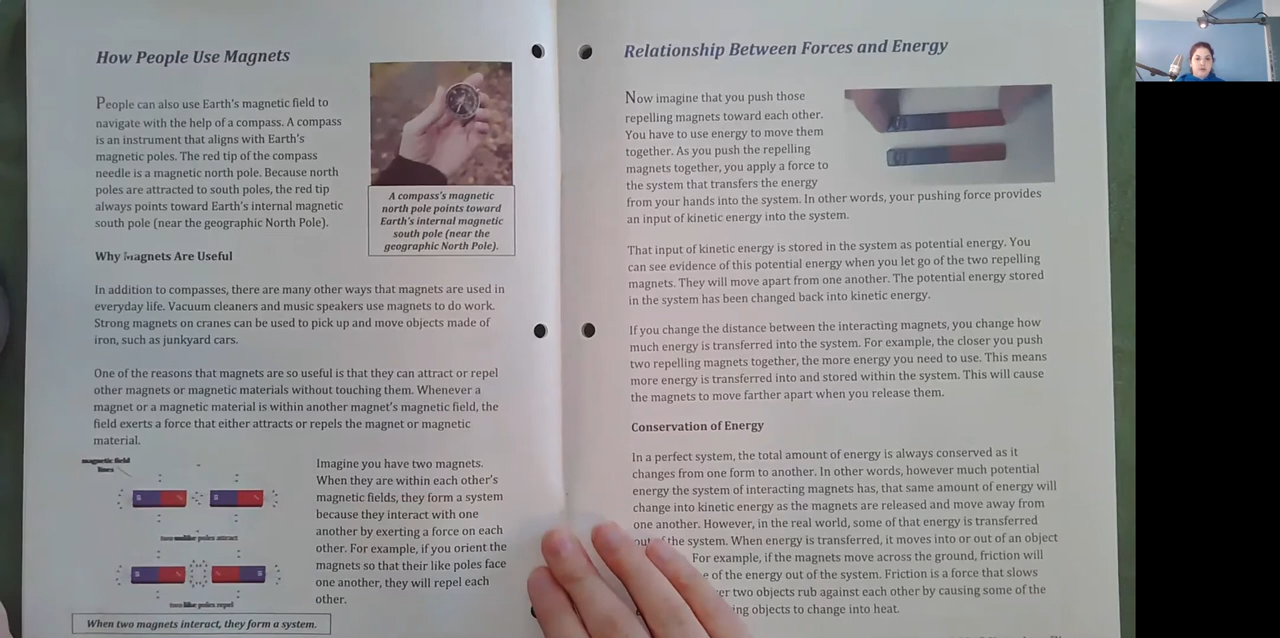 How People Use Magnets
People can also use Earth's magnetic field to
navigate with the help of a compass. A compass
is an instrument that aligns with Earth's
magnetic poles. The red tip of the compass
needle is a magnetic north pole. Because north
poles are attracted to south poles, the red tip
always points toward Earth's internal magnetic
south pole (near the geographic North Pole).
A compass's magnetic
north pole points toward
Earth's internal magnetic
south pole (near the
geographic North Pole).
Why Magnets Are Useful
In addition to compasses, there are many other ways that magnets are used in
everyday life. Vacuum cleaners and music speakers use magnets to do work.
Strong magnets on cranes can be used to pick up and move objects made of
iron, such as junkyard cars.
One of the reasons that magnets are so useful is that they can attract or repel
other magnets or magnetic materials without touching them. Whenever a
magnet or a magnetic material is within another magnet's magnetic field, the
field exerts a force that either attracts or repels the magnet or magnetic
material.
magnetic field
lines
S
S
two unlike poles attract
S
S
two like poles repel
When two magnets interact, they form a system.
Imagine you have two magnets.
When they are within each other's
magnetic fields, they form a system
because they interact with one
another by exerting a force on each
other. For example, if you orient the
magnets so that their like poles face
one another, they will repel each
other.
Relationship Between Forces and Energy
Now imagine that you push those
repelling magnets toward each other.
You have to use energy to move them
together. As you push the repelling
magnets together, you apply a force to
the system that transfers the energy
from your hands into the system. In other words, your pushing force provides
an input of kinetic energy into the system.
That input of kinetic energy is stored in the system as potential energy. You
can see evidence of this potential energy when you let go of the two repelling
magnets. They will move apart from one another. The potential energy stored
in the system has been changed back into kinetic energy.
If you change the distance between the interacting magnets, you change how
much energy is transferred into the system. For example, the closer you push
two repelling magnets together, the more energy you need to use. This means
more energy is transferred into and stored within the system. This will cause
the magnets to move farther apart when you release them.
Conservation of Energy
In a perfect system, the total amount of energy is always conserved as it
changes from one form to another. In other words, however much potential
energy the system of interacting magnets has, that same amount of energy will
change into kinetic energy as the magnets are released and move away from
one another. However, in the real world, some of that energy is transferred
out the system. When energy is transferred, it moves into or out of an object
For example, if the magnets move across the ground, friction will
of the energy out of the system. Friction is a force that slows
two objects rub against each other by causing some of the
objects to change into heat.